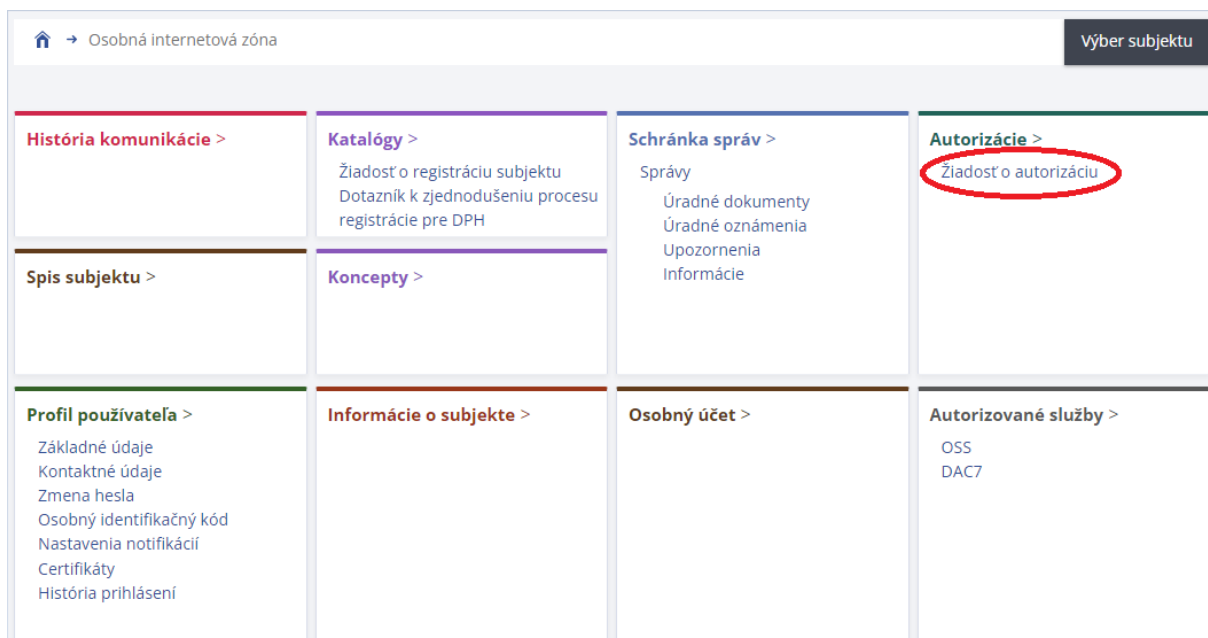 Osobná internetová zóna
Výber subjektu
História komunikácie >
Katalógy >
Žiadosť o registráciu subjektu
Dotazník k zjednodušeniu procesu
registrácie pre DPH
Schránka správ >
Správy
Úradné dokumenty
Úradné oznámenia
Upozornenia
Informácie
Autorizácie >
Žiadosť o autorizáciu
Spis subjektu >
Koncepty >
Profil používateľa >
Základné údaje
Kontaktné údaje
Zmena hesla
Osobný identifikačný kód
Nastavenia notifikácií
Certifikáty
História prihlásení
Informácie o subjekte >
Osobný účet >
Autorizované služby >
OSS
DAC7